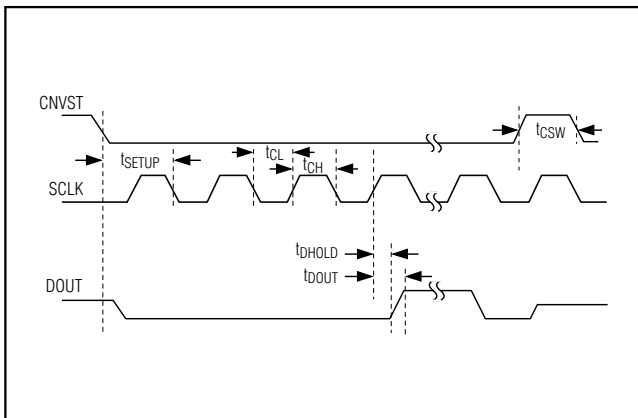 CNVST
tCSW
tSETUP
tCL
tCH
SCLK
tDHOLD
tDOUT
DOUT